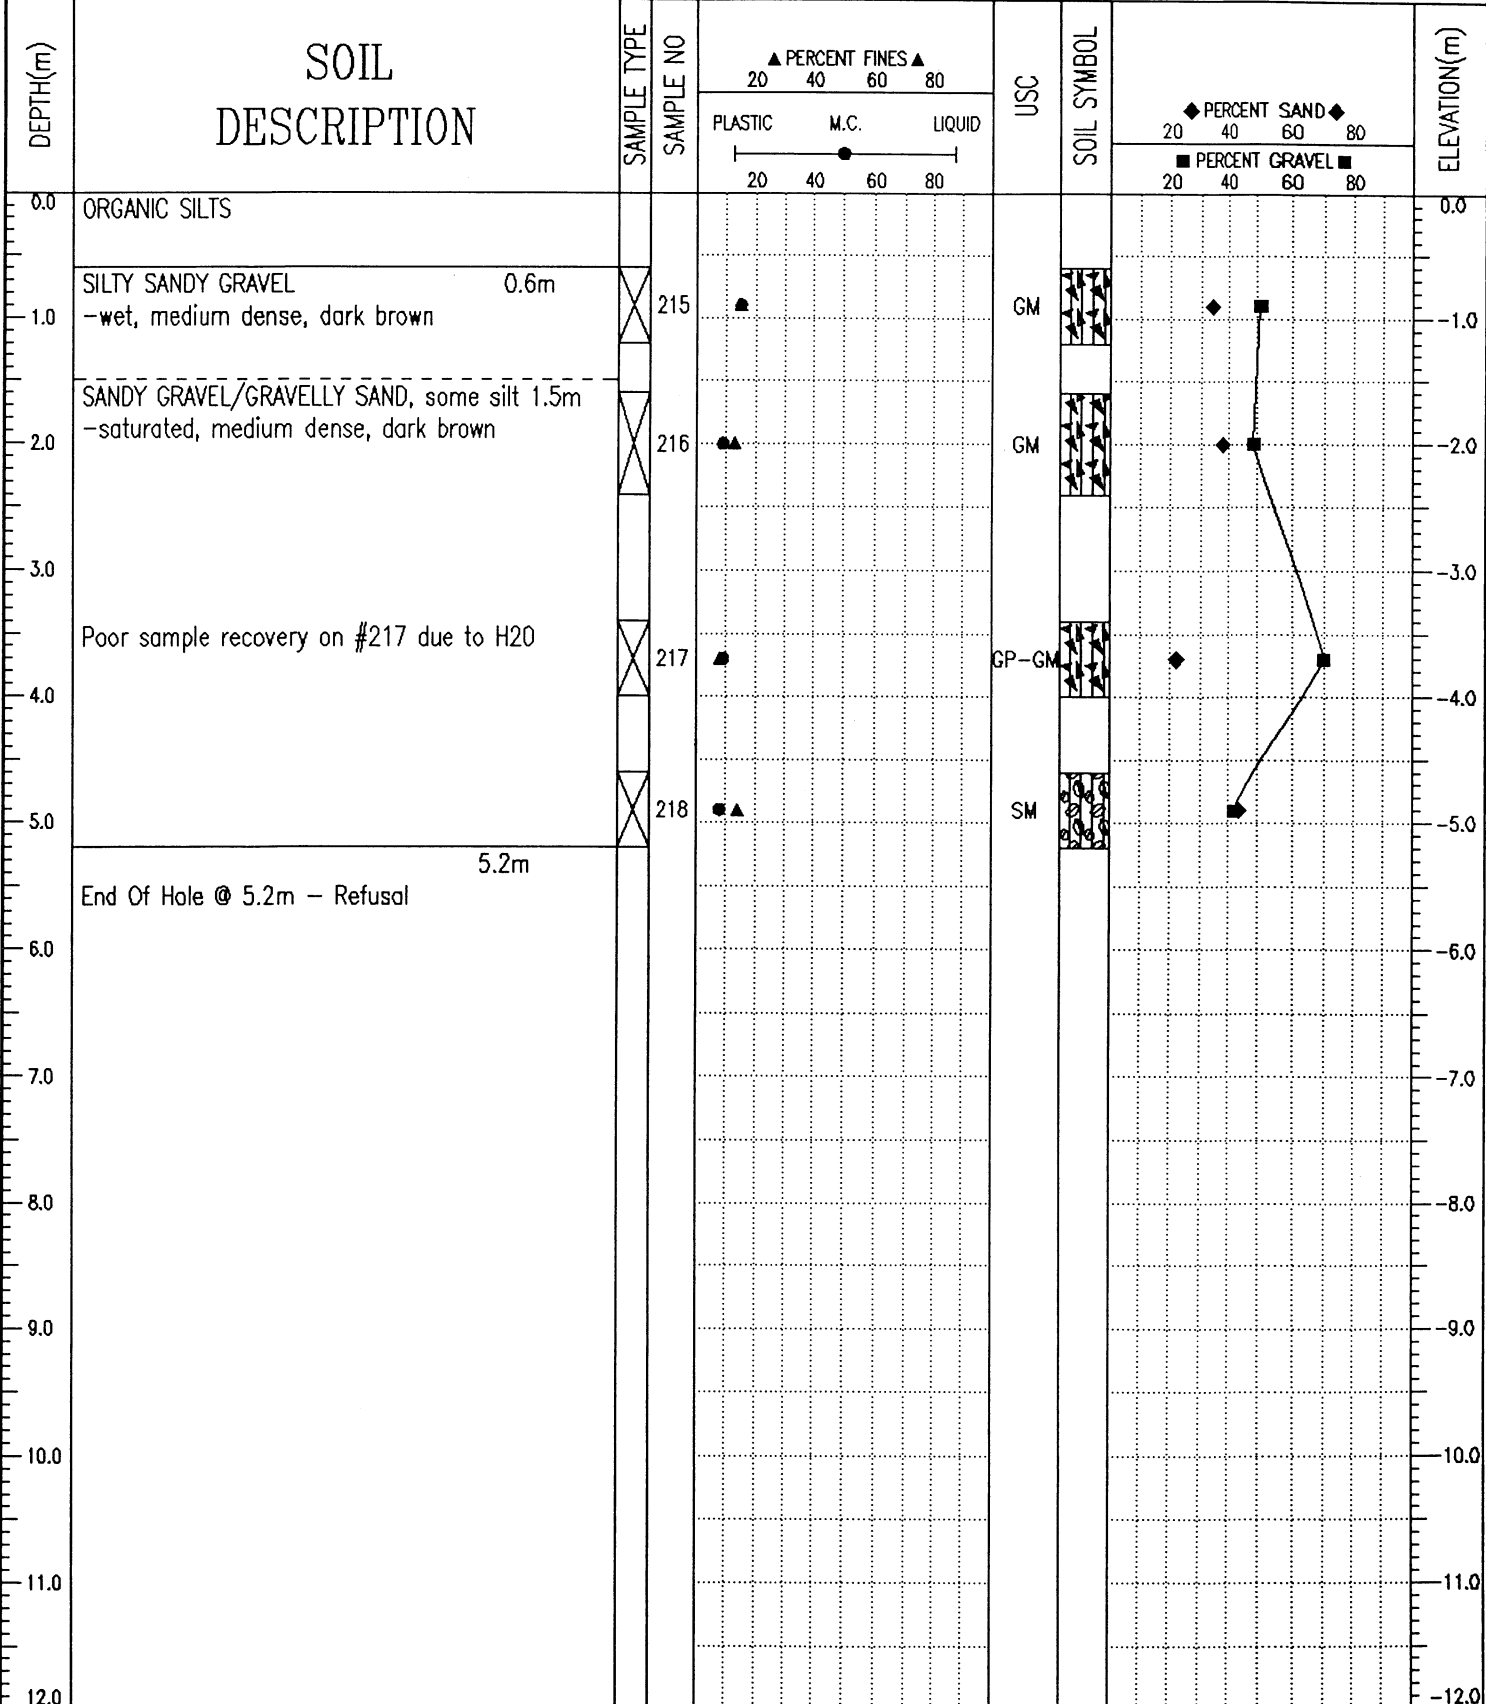 DEPTH(m)
SOIL
DESCRIPTION
SAMPLE TYPE
SAMPLE NO
▲ PERCENT FINES ▲
20 40 60 80
PLASTIC M.C. LIQUID
20 40 60 80
USC
SOIL SYMBOL
◆ PERCENT SAND ◆
20 40 60 80
■ PERCENT GRAVEL ■
20 40 60 80
ELEVATION(m)
0.0 ORGANIC SILTS 0.0
SILTY SANDY GRAVEL 0.6m
215 GM
1.0 -wet, medium dense, dark brown -1.0
SANDY GRAVEL/GRAVELLY SAND, some silt 1.5m
-saturated, medium dense, dark brown
2.0 216 GM -2.0
3.0 -3.0
Poor sample recovery on #217 due to H20
217 GP-GM
4.0 -4.0
218 SM
5.0 -5.0
5.2m
End Of Hole @ 5.2m - Refusal
6.0 -6.0
7.0 -7.0
8.0 -8.0
9.0 -9.0
10.0 -10.0
11.0 -11.0
12.0 -12.0